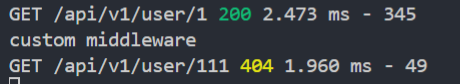 GET /api/v1/user/1 200 2.473 ms - 345
custom middleware
GET /api/v1/user/111 404 1.960 ms - 49